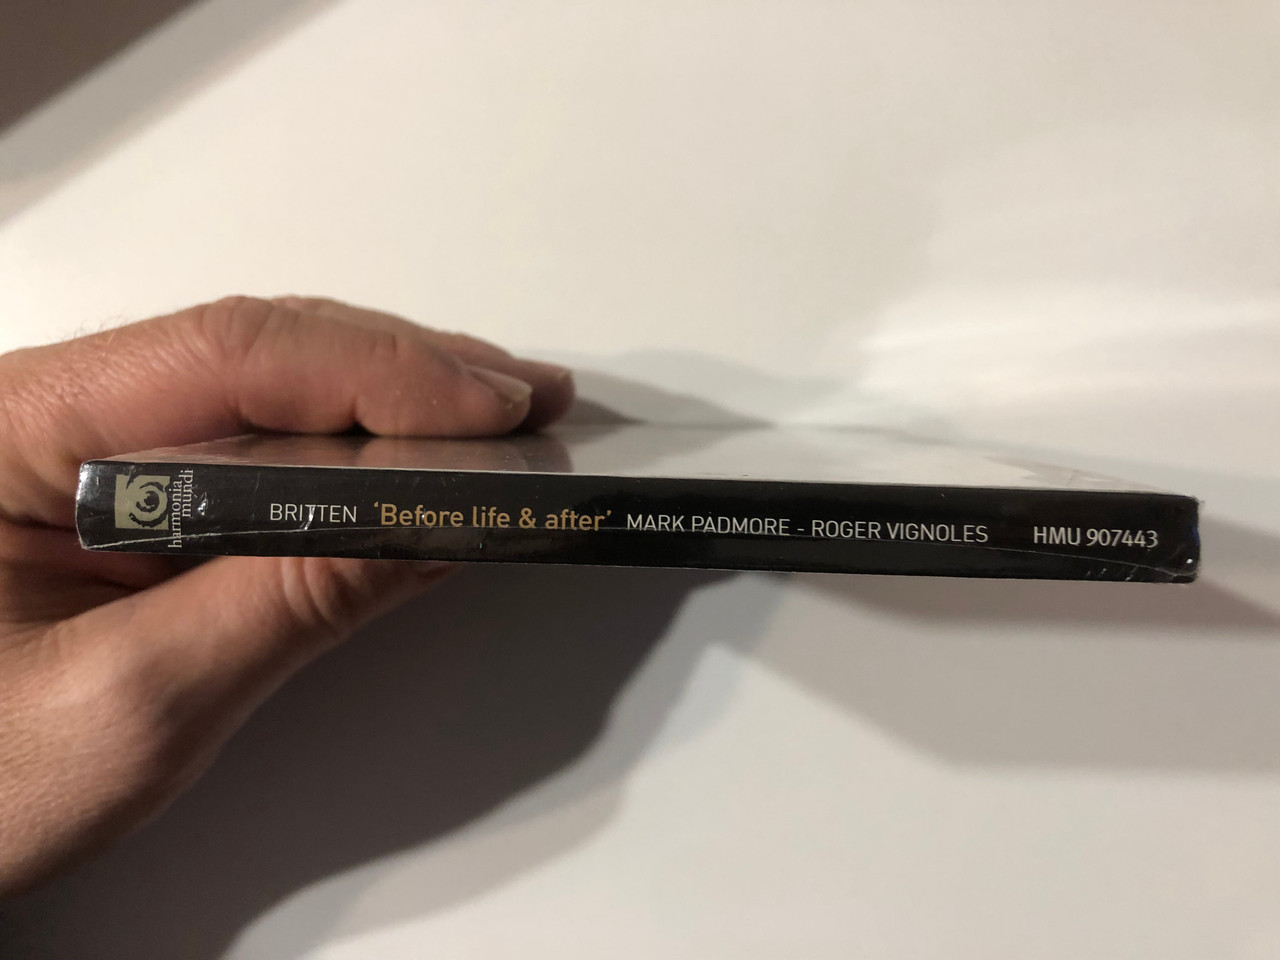 harmonia
mundi
BRITTEN 'Before life & after' MARK PADMORE - ROGER VIGNOLES HMU 907443